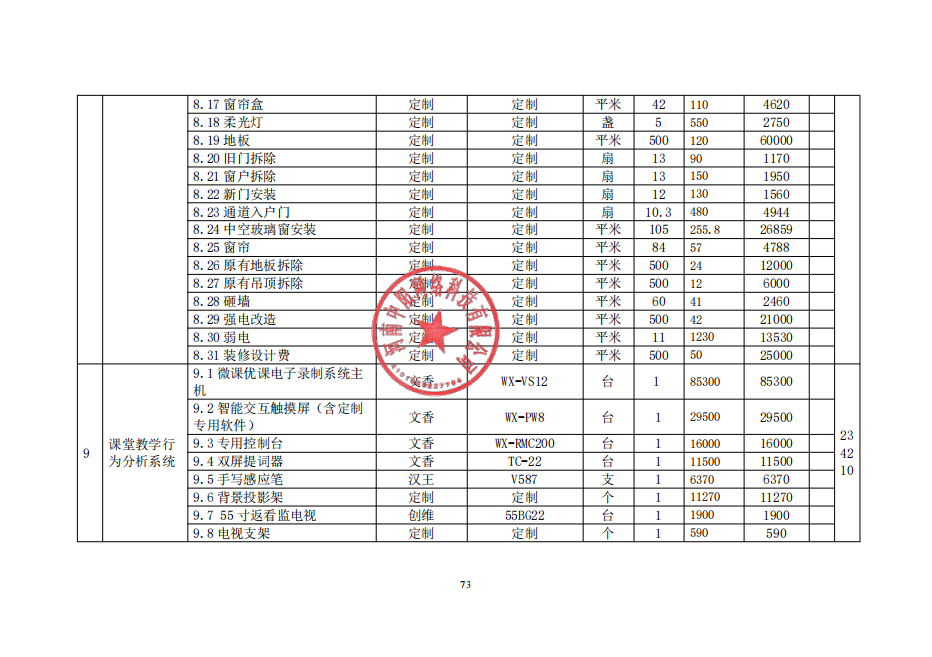 8.17 窗帘盒 定制 定制 平米 42 110 4620
8.18 柔光灯 定制 定制 盏 5 550 2750
8.19 地板 定制 定制 平米 500 120 60000
8.20 旧门拆除 定制 定制 扇 13 90 1170
8.21 窗户拆除 定制 定制 扇 13 150 1950
8.22 新门安装 定制 定制 扇 12 130 1560
8.23 通道入户门 定制 定制 扇 10.3 480 4944
8.24 中空玻璃窗安装 定制 定制 平米 105 255.8 26859
8.25 窗帘 定制 定制 平米 84 57 4788
8.26 原有地板拆除 定制 定制 平米 500 24 12000
8.27 原有吊顶拆除 定制 定制 平米 500 12 6000
8.28 砸墙 定制 定制 平米 60 41 2460
8.29 强电改造 定制 定制 平米 500 42 21000
8.30 弱电 定制 定制 平米 11 1230 13530
8.31 装修设计费 定制 定制 平米 500 50 25000
9 课堂教学行
为分析系统
9.1 微课优课电子录制系统主
机 文香 WX-VS12 台 1 85300 85300
9.2 智能交互触摸屏（含定制
专用软件） 文香 WX-PW8 台 1 29500 29500
9.3 专用控制台 文香 WX-RMC200 台 1 16000 16000
9.4 双屏提词器 文香 TC-22 台 1 11500 11500
9.5 手写感应笔 汉王 V587 支 1 6370 6370
9.6 背景投影架 定制 定制 个 1 11270 11270
9.7 55 寸返看监电视 创维 55BG22 台 1 1900 1900
9.8 电视支架 定制 定制 个 1 590 590
23
42
10
河南中阳网络科技有限公司
73